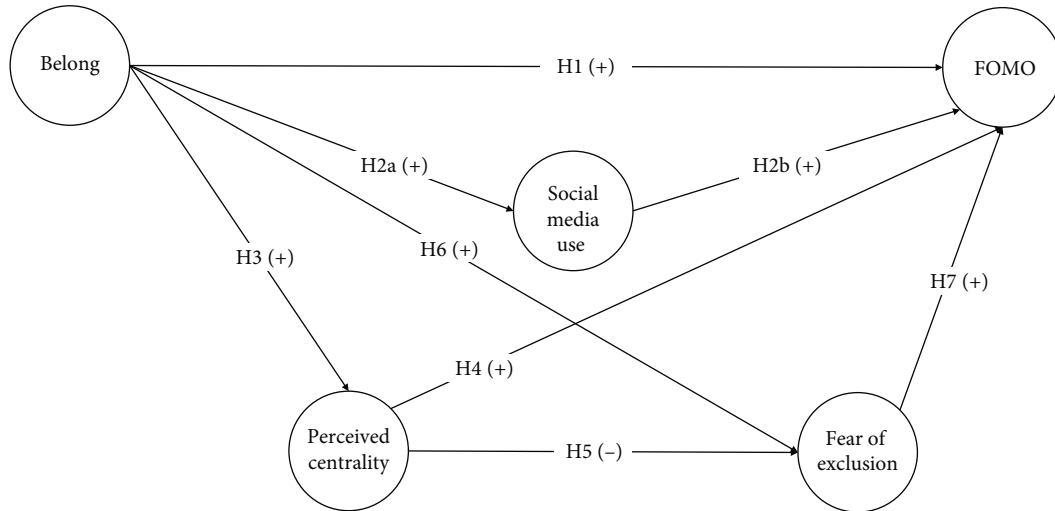 Belong
H1 (+)
FOMO
H2a (+)
H2b (+)
Social
media
use
H3 (+)
H6 (+)
H7 (+)
H4 (+)
Perceived
centrality
H5 (–)
Fear of
exclusion